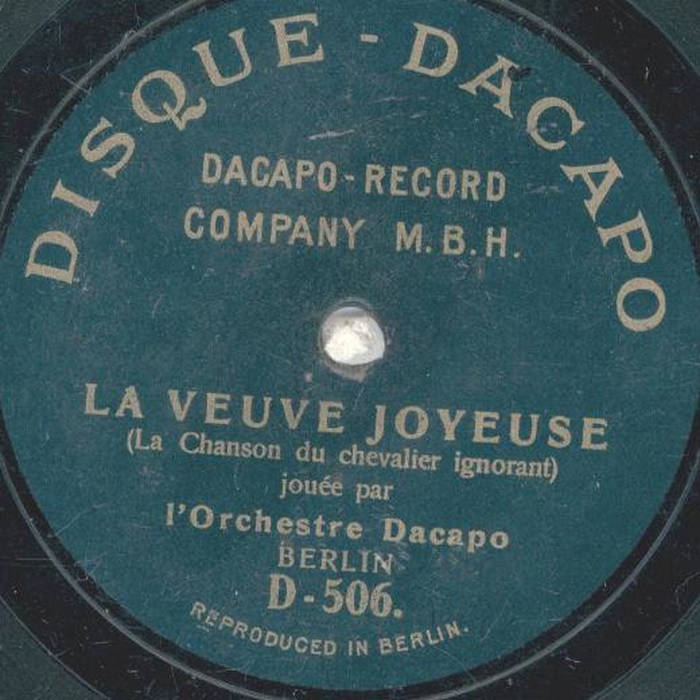 DISQUE - DACAPO
DACAPO - RECORD
COMPANY M.B.H.
LA VEUVE JOYEUSE
(La Chanson du chevalier ignorant)
jouée par
l'Orchestre Dacapo
BERLIN
D-506.
REPRODUCED IN BERLIN.